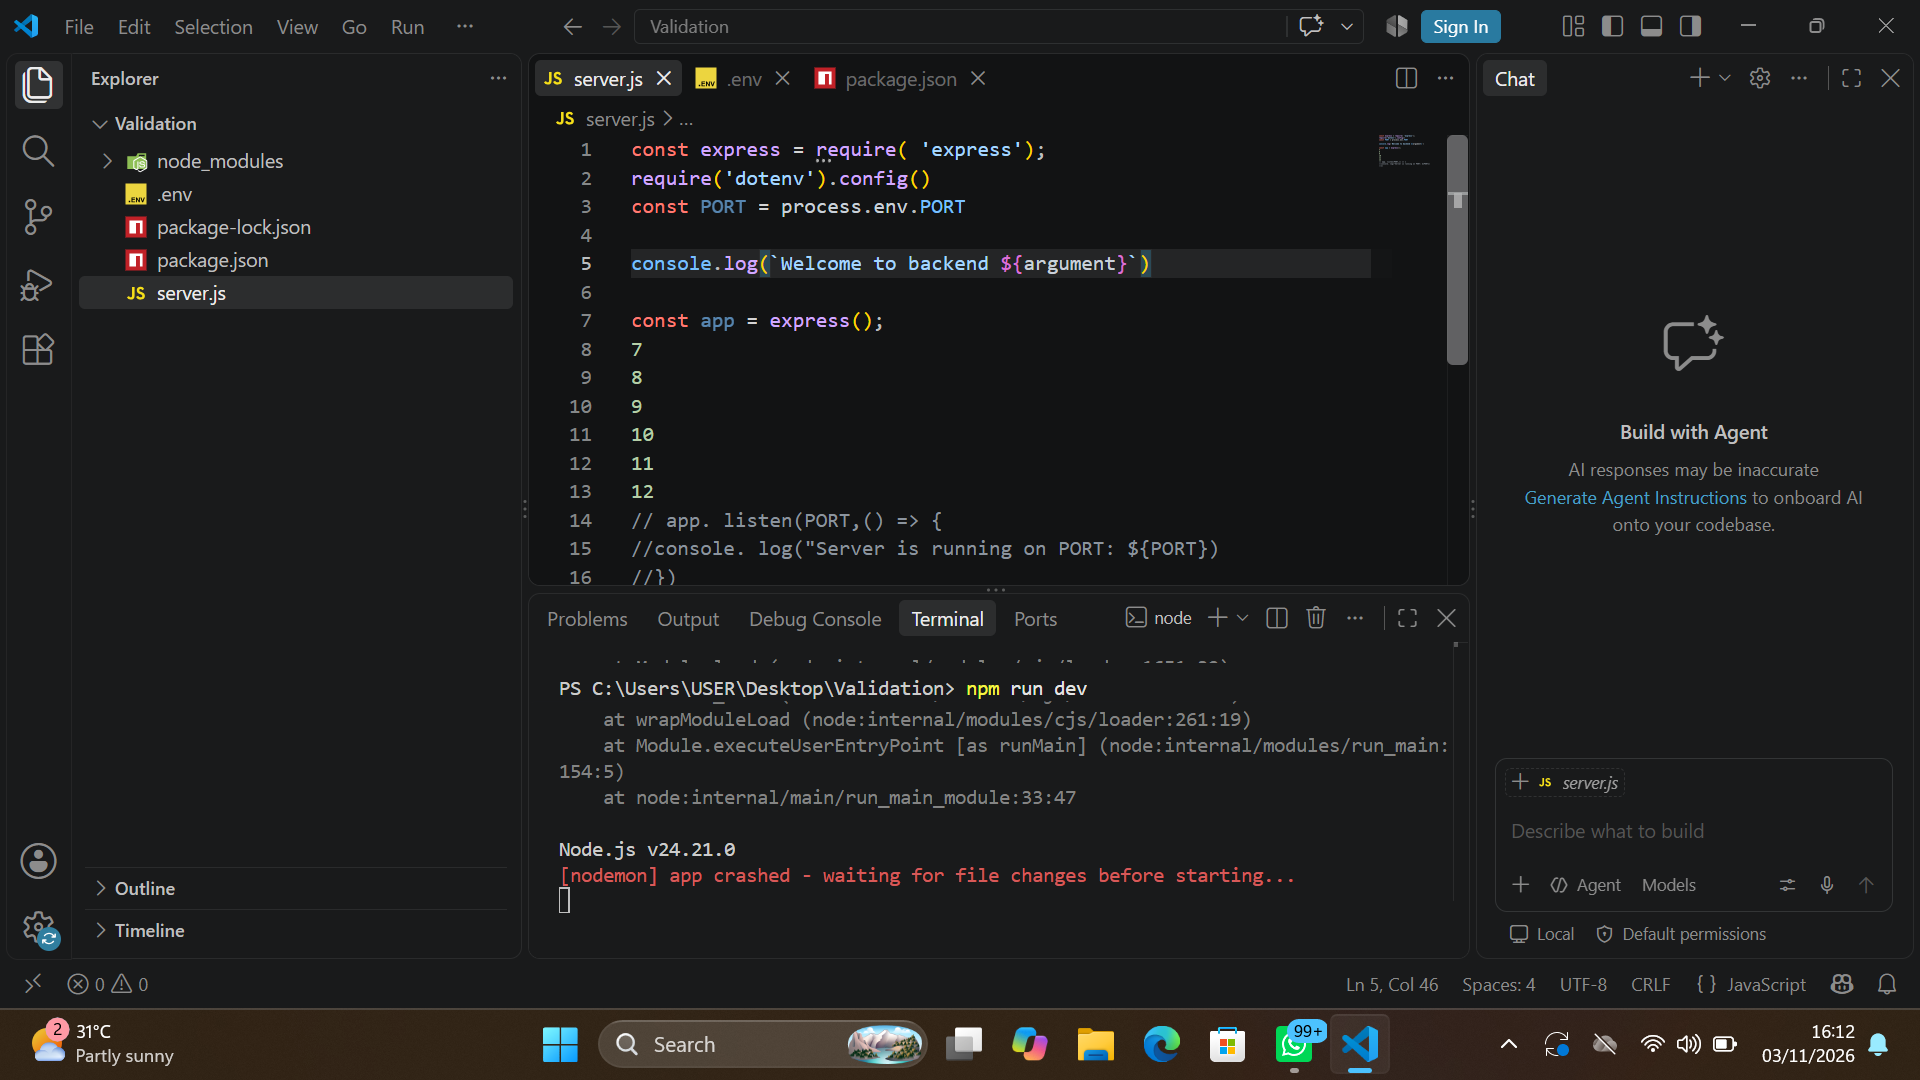 File Edit Selection View Go Run ...
Validation
Sign In
Explorer
Validation
node_modules
.env
package-lock.json
package.json
JS server.js
Outline
Timeline
JS server.js .env package.json
JS server.js > ...
1 const express = require( 'express');
2 require('dotenv').config()
3 const PORT = process.env.PORT
4
5 console.log(`Welcome to backend ${argument}`)
6
7 const app = express();
8 7
9 8
10 9
11 10
12 11
13 12
14 // app. listen(PORT,() => {
15 //console. log("Server is running on PORT: ${PORT})
16 //})
Problems Output Debug Console Terminal Ports
node
PS C:\Users\USER\Desktop\Validation> npm run dev
at wrapModuleLoad (node:internal/modules/cjs/loader:261:19)
at Module.executeUserEntryPoint [as runMain] (node:internal/modules/run_main:
154:5)
at node:internal/main/run_main_module:33:47
Node.js v24.21.0
[nodemon] app crashed - waiting for file changes before starting...
Chat
Build with Agent
AI responses may be inaccurate
Generate Agent Instructions to onboard AI
onto your codebase.
JS server.js
Describe what to build
Agent Models
Local Default permissions
0 0
Ln 5, Col 46 Spaces: 4 UTF-8 CRLF { } JavaScript
2
31°C
Partly sunny
Search
99+
16:12
03/11/2026